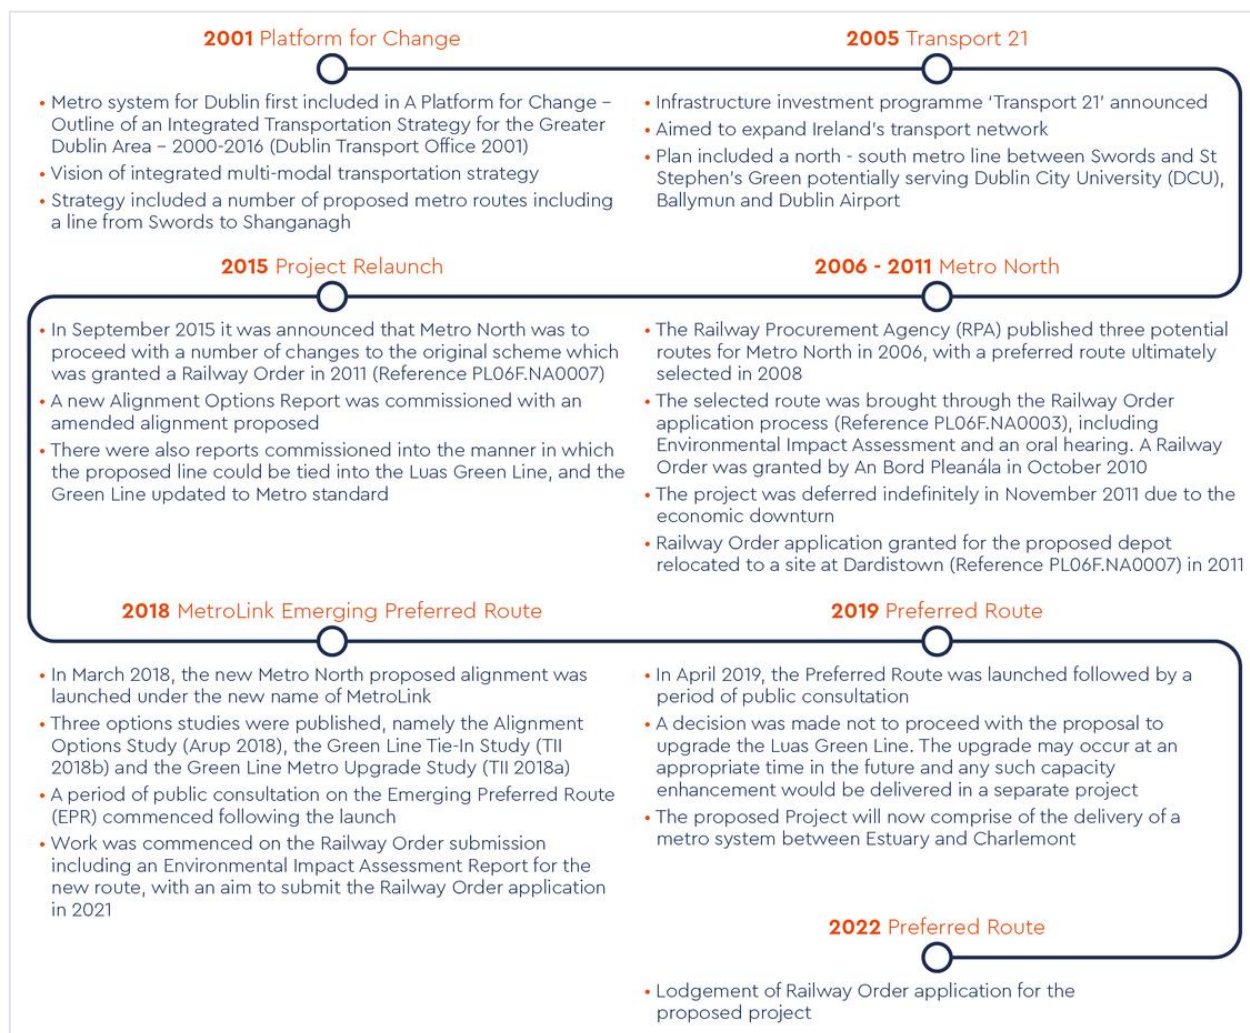 2001 Platform for Change
• Metro system for Dublin first included in A Platform for Change –
Outline of an Integrated Transportation Strategy for the Greater
Dublin Area – 2000-2016 (Dublin Transport Office 2001)
• Vision of integrated multi-modal transportation strategy
• Strategy included a number of proposed metro routes including
a line from Swords to Shanganagh
2005 Transport 21
• Infrastructure investment programme ‘Transport 21’ announced
• Aimed to expand Ireland’s transport network
• Plan included a north - south metro line between Swords and St
Stephen’s Green potentially serving Dublin City University (DCU),
Ballymun and Dublin Airport
2006 - 2011 Metro North
• The Railway Procurement Agency (RPA) published three potential
routes for Metro North in 2006, with a preferred route ultimately
selected in 2008
• The selected route was brought through the Railway Order
application process (Reference PL06F.NA0003), including
Environmental Impact Assessment and an oral hearing. A Railway
Order was granted by An Bord Pleanála in October 2010
• The project was deferred indefinitely in November 2011 due to the
economic downturn
• Railway Order application granted for the proposed depot
relocated to a site at Dardistown (Reference PL06F.NA0007) in 2011
2015 Project Relaunch
• In September 2015 it was announced that Metro North was to
proceed with a number of changes to the original scheme which
was granted a Railway Order in 2011 (Reference PL06F.NA0007)
• A new Alignment Options Report was commissioned with an
amended alignment proposed
• There were also reports commissioned into the manner in which
the proposed line could be tied into the Luas Green Line, and the
Green Line updated to Metro standard
2018 MetroLink Emerging Preferred Route
• In March 2018, the new Metro North proposed alignment was
launched under the new name of MetroLink
• Three options studies were published, namely the Alignment
Options Study (Arup 2018), the Green Line Tie-In Study (TII
2018b) and the Green Line Metro Upgrade Study (TII 2018a)
• A period of public consultation on the Emerging Preferred Route
(EPR) commenced following the launch
• Work was commenced on the Railway Order submission
including an Environmental Impact Assessment Report for the
new route, with an aim to submit the Railway Order application
in 2021
2019 Preferred Route
• In April 2019, the Preferred Route was launched followed by a
period of public consultation
• A decision was made not to proceed with the proposal to
upgrade the Luas Green Line. The upgrade may occur at an
appropriate time in the future and any such capacity
enhancement would be delivered in a separate project
• The proposed Project will now comprise of the delivery of a
metro system between Estuary and Charlemont
2022 Preferred Route
• Lodgement of Railway Order application for the
proposed project